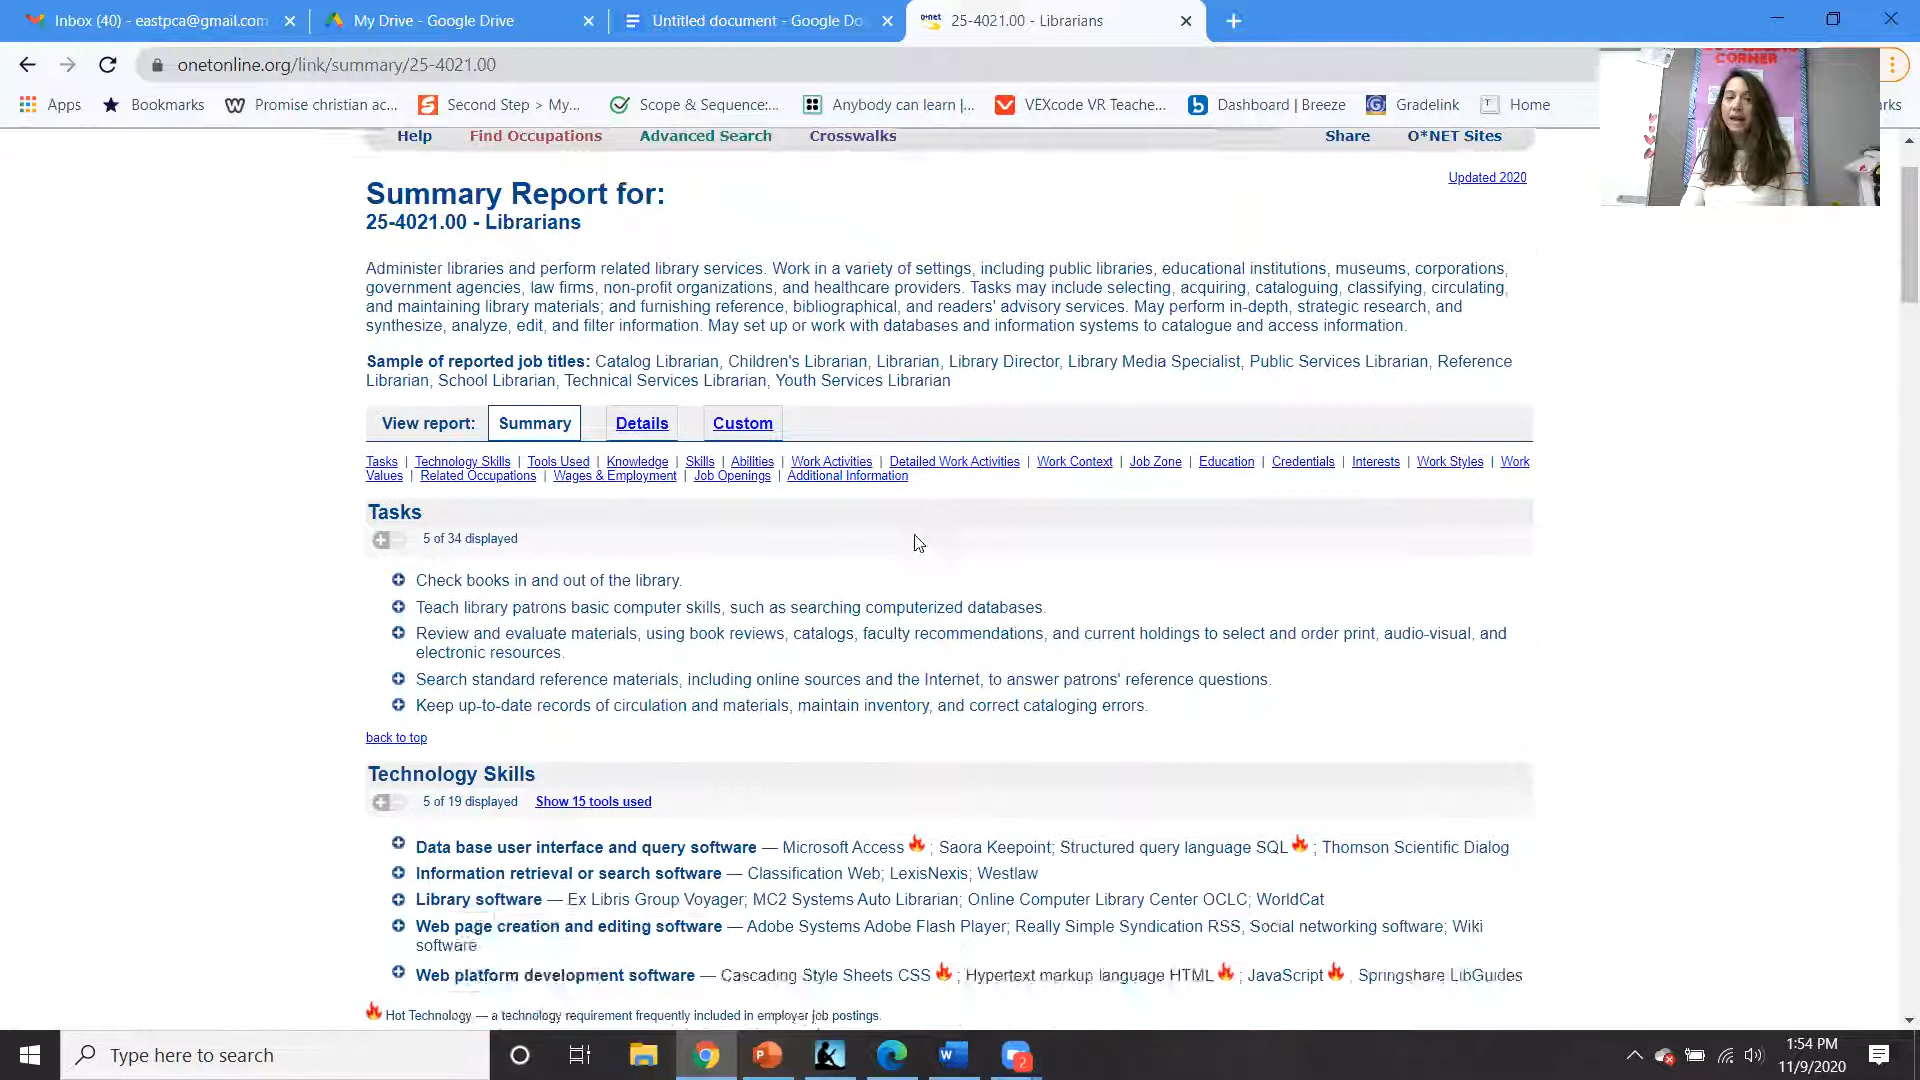 Inbox (40) - eastpca@gmail.com
My Drive - Google Drive
Untitled document - Google Do
o*net
25-4021.00 - Librarians
onetonline.org/link/summary/25-4021.00
Apps
Bookmarks
Promise christian ac...
Second Step > My...
Scope & Sequence:...
Anybody can learn |...
VEXcode VR Teache...
Dashboard | Breeze
Gradelink
Home
CORNER
Help
Find Occupations
Advanced Search
Crosswalks
Share
O*NET Sites
Updated 2020
Summary Report for:
25-4021.00 - Librarians
Administer libraries and perform related library services. Work in a variety of settings, including public libraries, educational institutions, museums, corporations,
government agencies, law firms, non-profit organizations, and healthcare providers. Tasks may include selecting, acquiring, cataloguing, classifying, circulating,
and maintaining library materials; and furnishing reference, bibliographical, and readers' advisory services. May perform in-depth, strategic research, and
synthesize, analyze, edit, and filter information. May set up or work with databases and information systems to catalogue and access information.
Sample of reported job titles: Catalog Librarian, Children's Librarian, Librarian, Library Director, Library Media Specialist, Public Services Librarian, Reference
Librarian, School Librarian, Technical Services Librarian, Youth Services Librarian
View report: Summary Details Custom
Tasks | Technology Skills | Tools Used | Knowledge | Skills | Abilities | Work Activities | Detailed Work Activities | Work Context | Job Zone | Education | Credentials | Interests | Work Styles | Work
Values | Related Occupations | Wages & Employment | Job Openings | Additional Information
Tasks
5 of 34 displayed
Check books in and out of the library.
Teach library patrons basic computer skills, such as searching computerized databases.
Review and evaluate materials, using book reviews, catalogs, faculty recommendations, and current holdings to select and order print, audio-visual, and
electronic resources.
Search standard reference materials, including online sources and the Internet, to answer patrons' reference questions.
Keep up-to-date records of circulation and materials, maintain inventory, and correct cataloging errors.
back to top
Technology Skills
5 of 19 displayed Show 15 tools used
Data base user interface and query software — Microsoft Access ; Saora Keepoint; Structured query language SQL ; Thomson Scientific Dialog
Information retrieval or search software — Classification Web; LexisNexis; Westlaw
Library software — Ex Libris Group Voyager; MC2 Systems Auto Librarian; Online Computer Library Center OCLC; WorldCat
Web page creation and editing software — Adobe Systems Adobe Flash Player; Really Simple Syndication RSS, Social networking software; Wiki
software
Web platform development software — Cascading Style Sheets CSS ; Hypertext markup language HTML ; JavaScript , Springshare LibGuides
Hot Technology — a technology requirement frequently included in employer job postings.
Type here to search
2
1:54 PM
11/9/2020